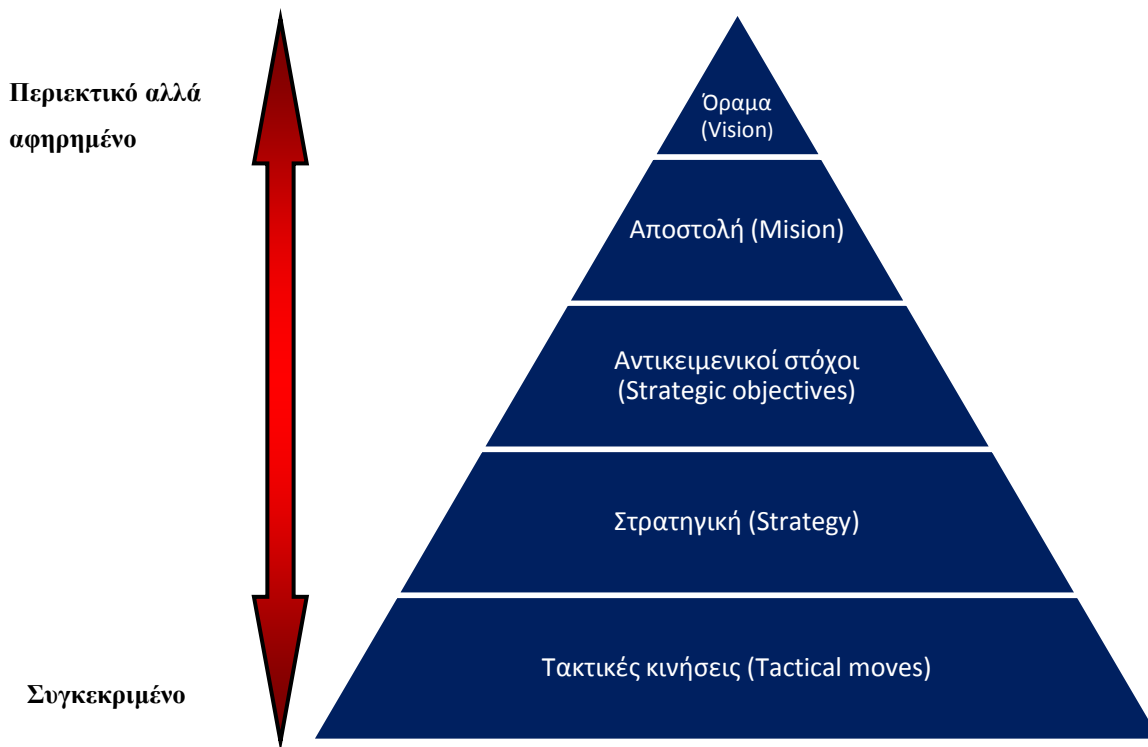 Περιεκτικό αλλά
αφηρημένο
Όραμα
(Vision)
Αποστολή (Mision)
Αντικειμενικοί στόχοι
(Strategic objectives)
Στρατηγική (Strategy)
Τακτικές κινήσεις (Tactical moves)
Συγκεκριμένο